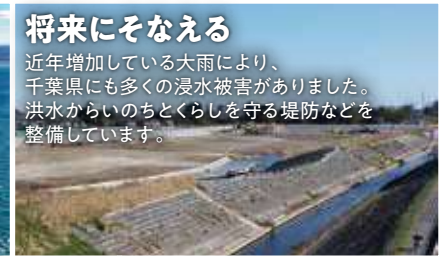 将来にそなえる
近年増加している大雨により、
千葉県にも多くの浸水被害がありました。
洪水からいのちとくらしを守る堤防などを
整備しています。